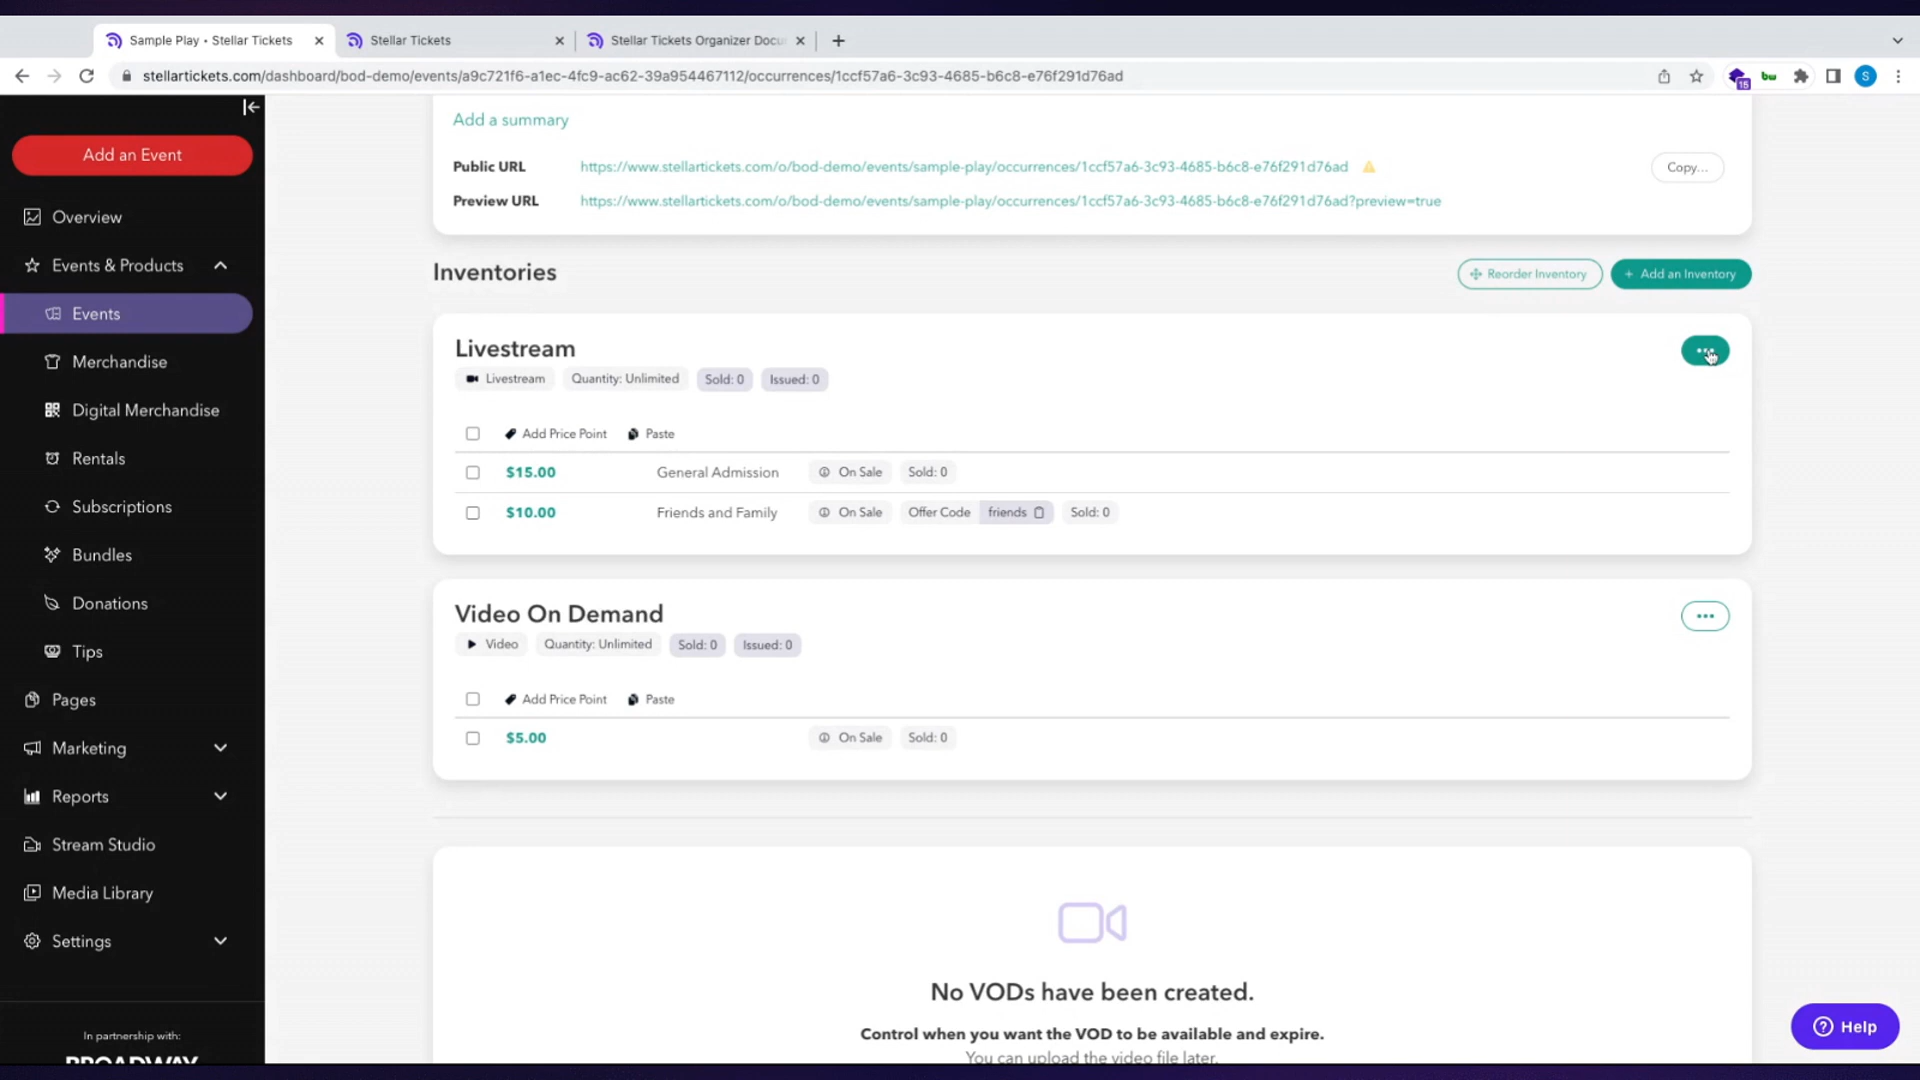 Sample Play • Stellar Tickets
Stellar Tickets
Stellar Tickets Organizer Docu
stellartickets.com/dashboard/bod-demo/events/a9c721f6-a1ec-4fc9-ac62-39a954467112/occurrences/1ccf57a6-3c93-4685-b6c8-e76f291d76ad
15
bw
S
Add an Event
Overview
Events & Products
Events
Merchandise
Digital Merchandise
Rentals
Subscriptions
Bundles
Donations
Tips
Pages
Marketing
Reports
Stream Studio
Media Library
Settings
In partnership with:
BROADWAY
Add a summary
Public URL https://www.stellartickets.com/o/bod-demo/events/sample-play/occurrences/1ccf57a6-3c93-4685-b6c8-e76f291d76ad Copy...
Preview URL https://www.stellartickets.com/o/bod-demo/events/sample-play/occurrences/1ccf57a6-3c93-4685-b6c8-e76f291d76ad?preview=true
Inventories Reorder Inventory + Add an Inventory
Livestream
Livestream Quantity: Unlimited Sold: 0 Issued: 0
Add Price Point Paste
$15.00 General Admission On Sale Sold: 0
$10.00 Friends and Family On Sale Offer Code friends Sold: 0
Video On Demand
Video Quantity: Unlimited Sold: 0 Issued: 0
Add Price Point Paste
$5.00 On Sale Sold: 0
No VODs have been created.
Control when you want the VOD to be available and expire.
You can upload the video file later.
Help